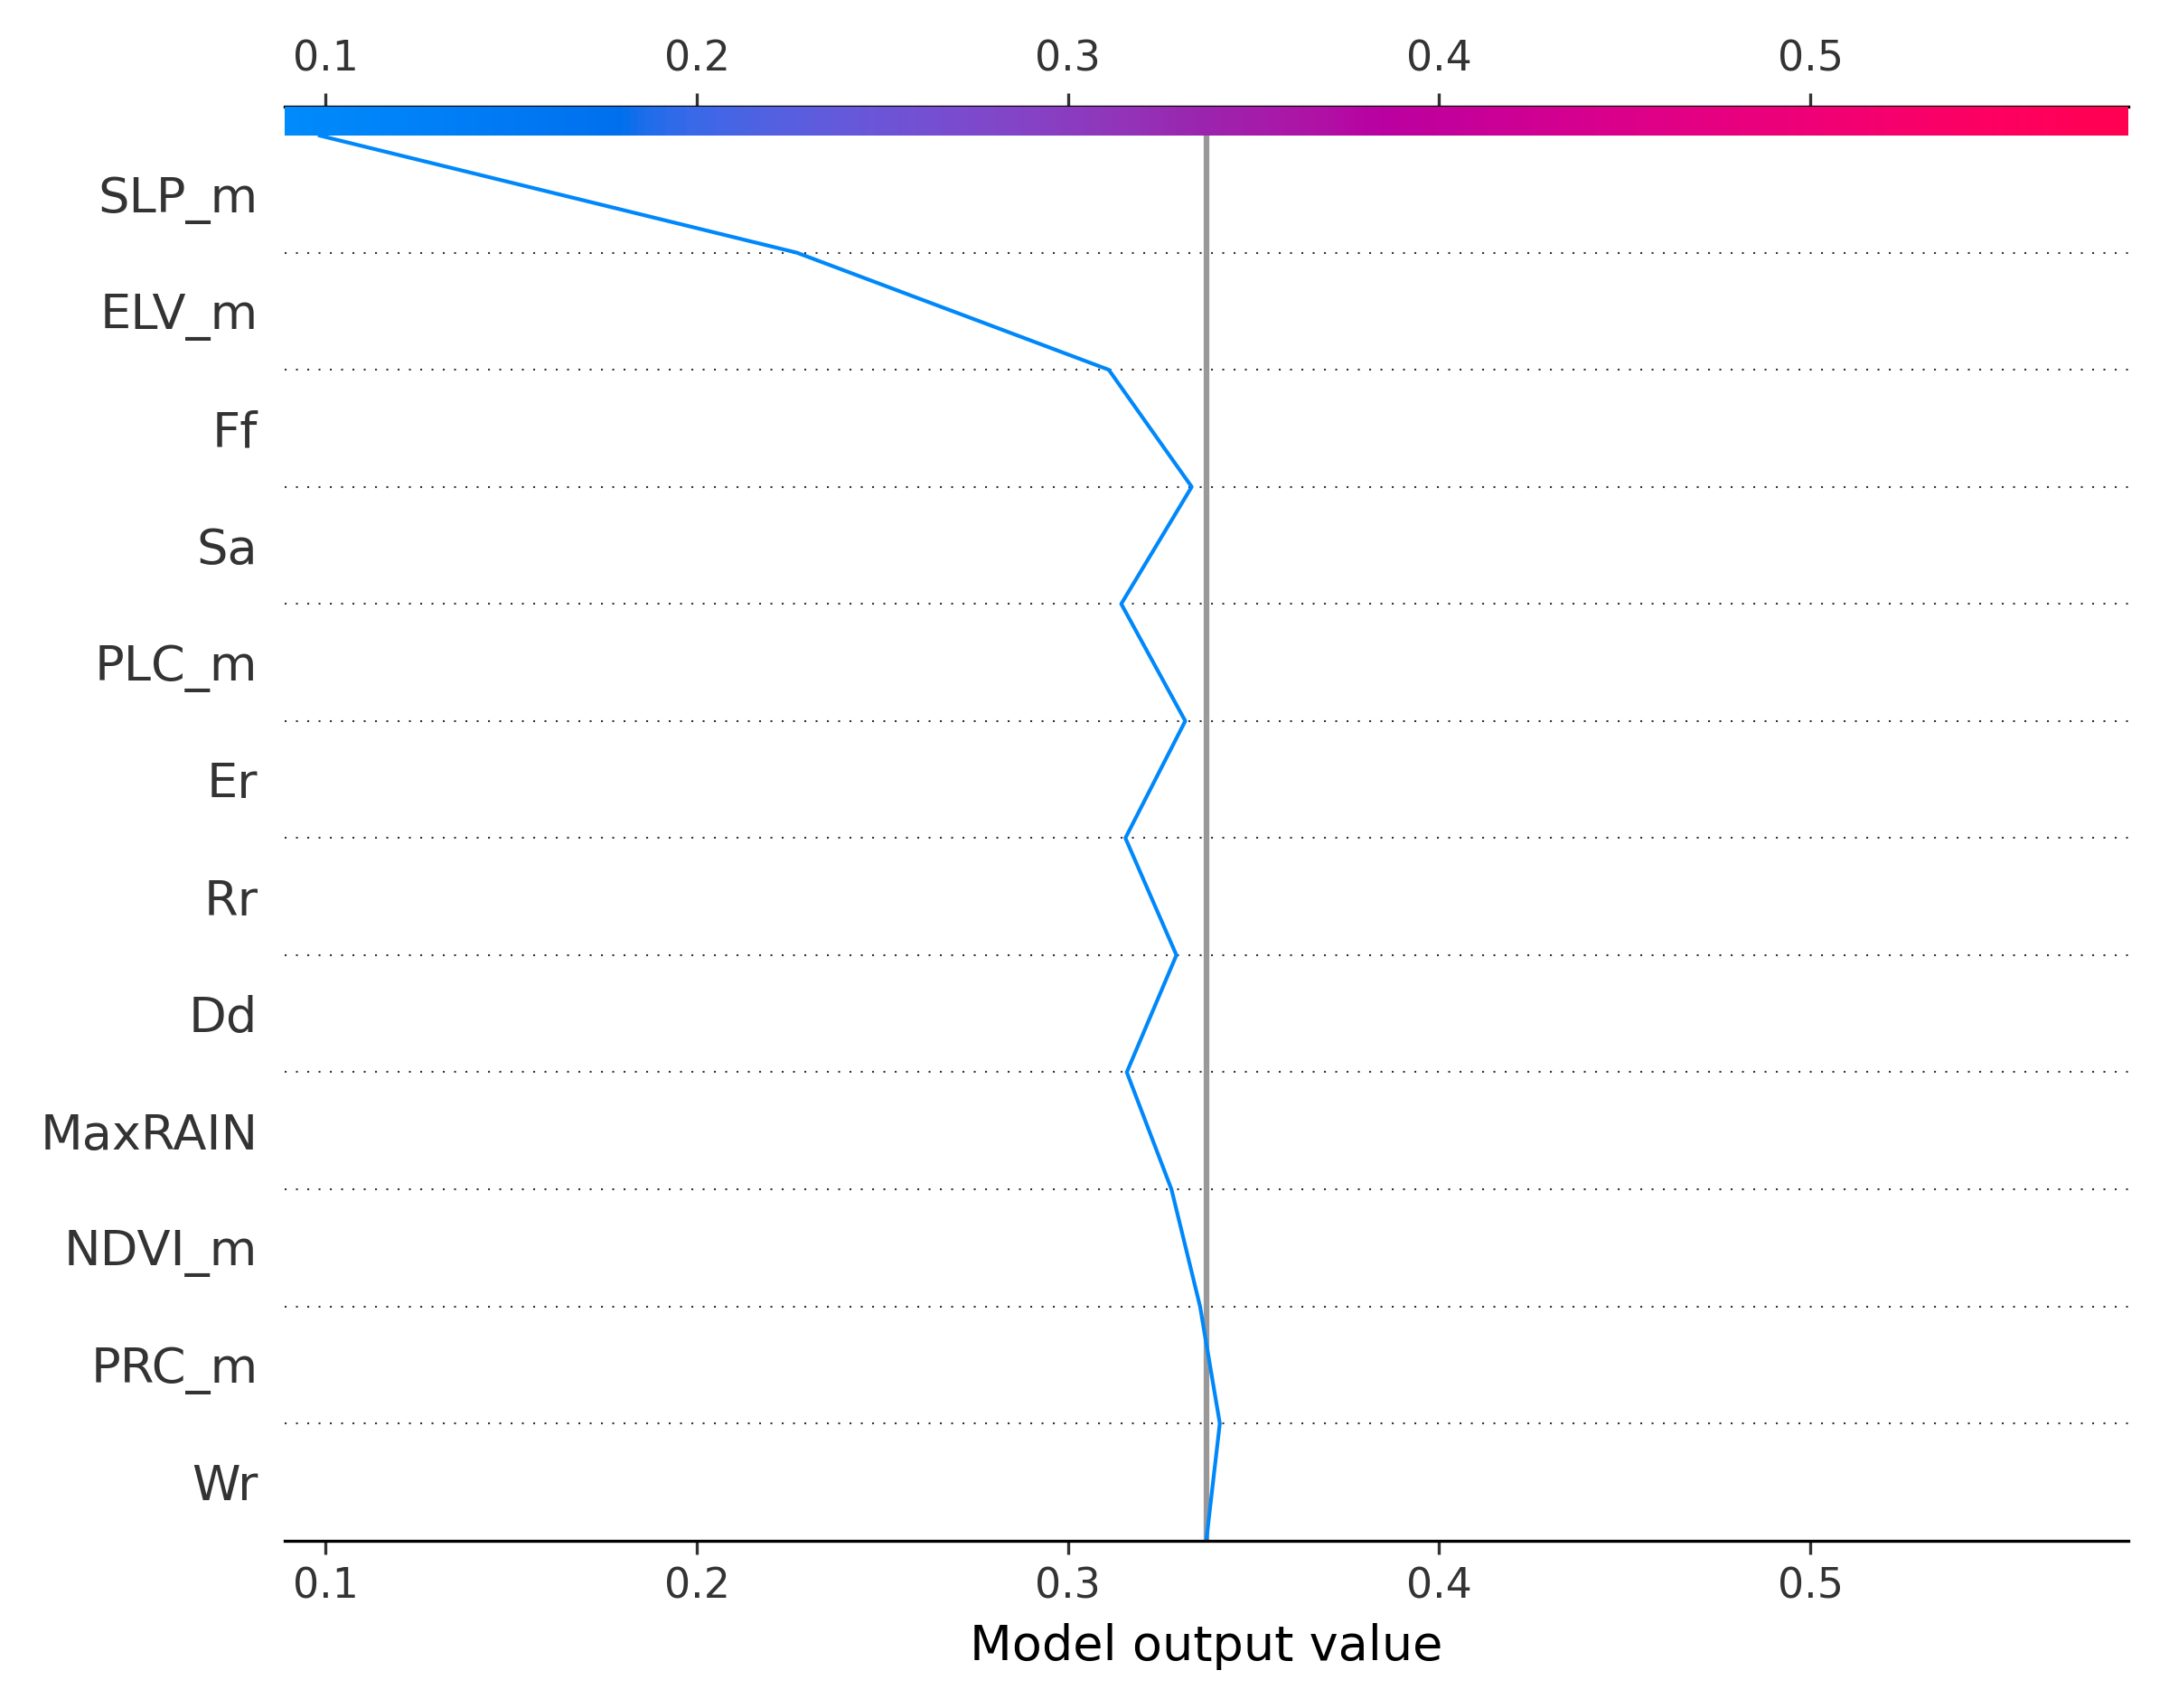 0.1 0.2 0.3 0.4 0.5
SLP_m
ELV_m
Ff
Sa
PLC_m
Er
Rr
Dd
MaxRAIN
NDVI_m
PRC_m
Wr
0.1 0.2 0.3 0.4 0.5
Model output value